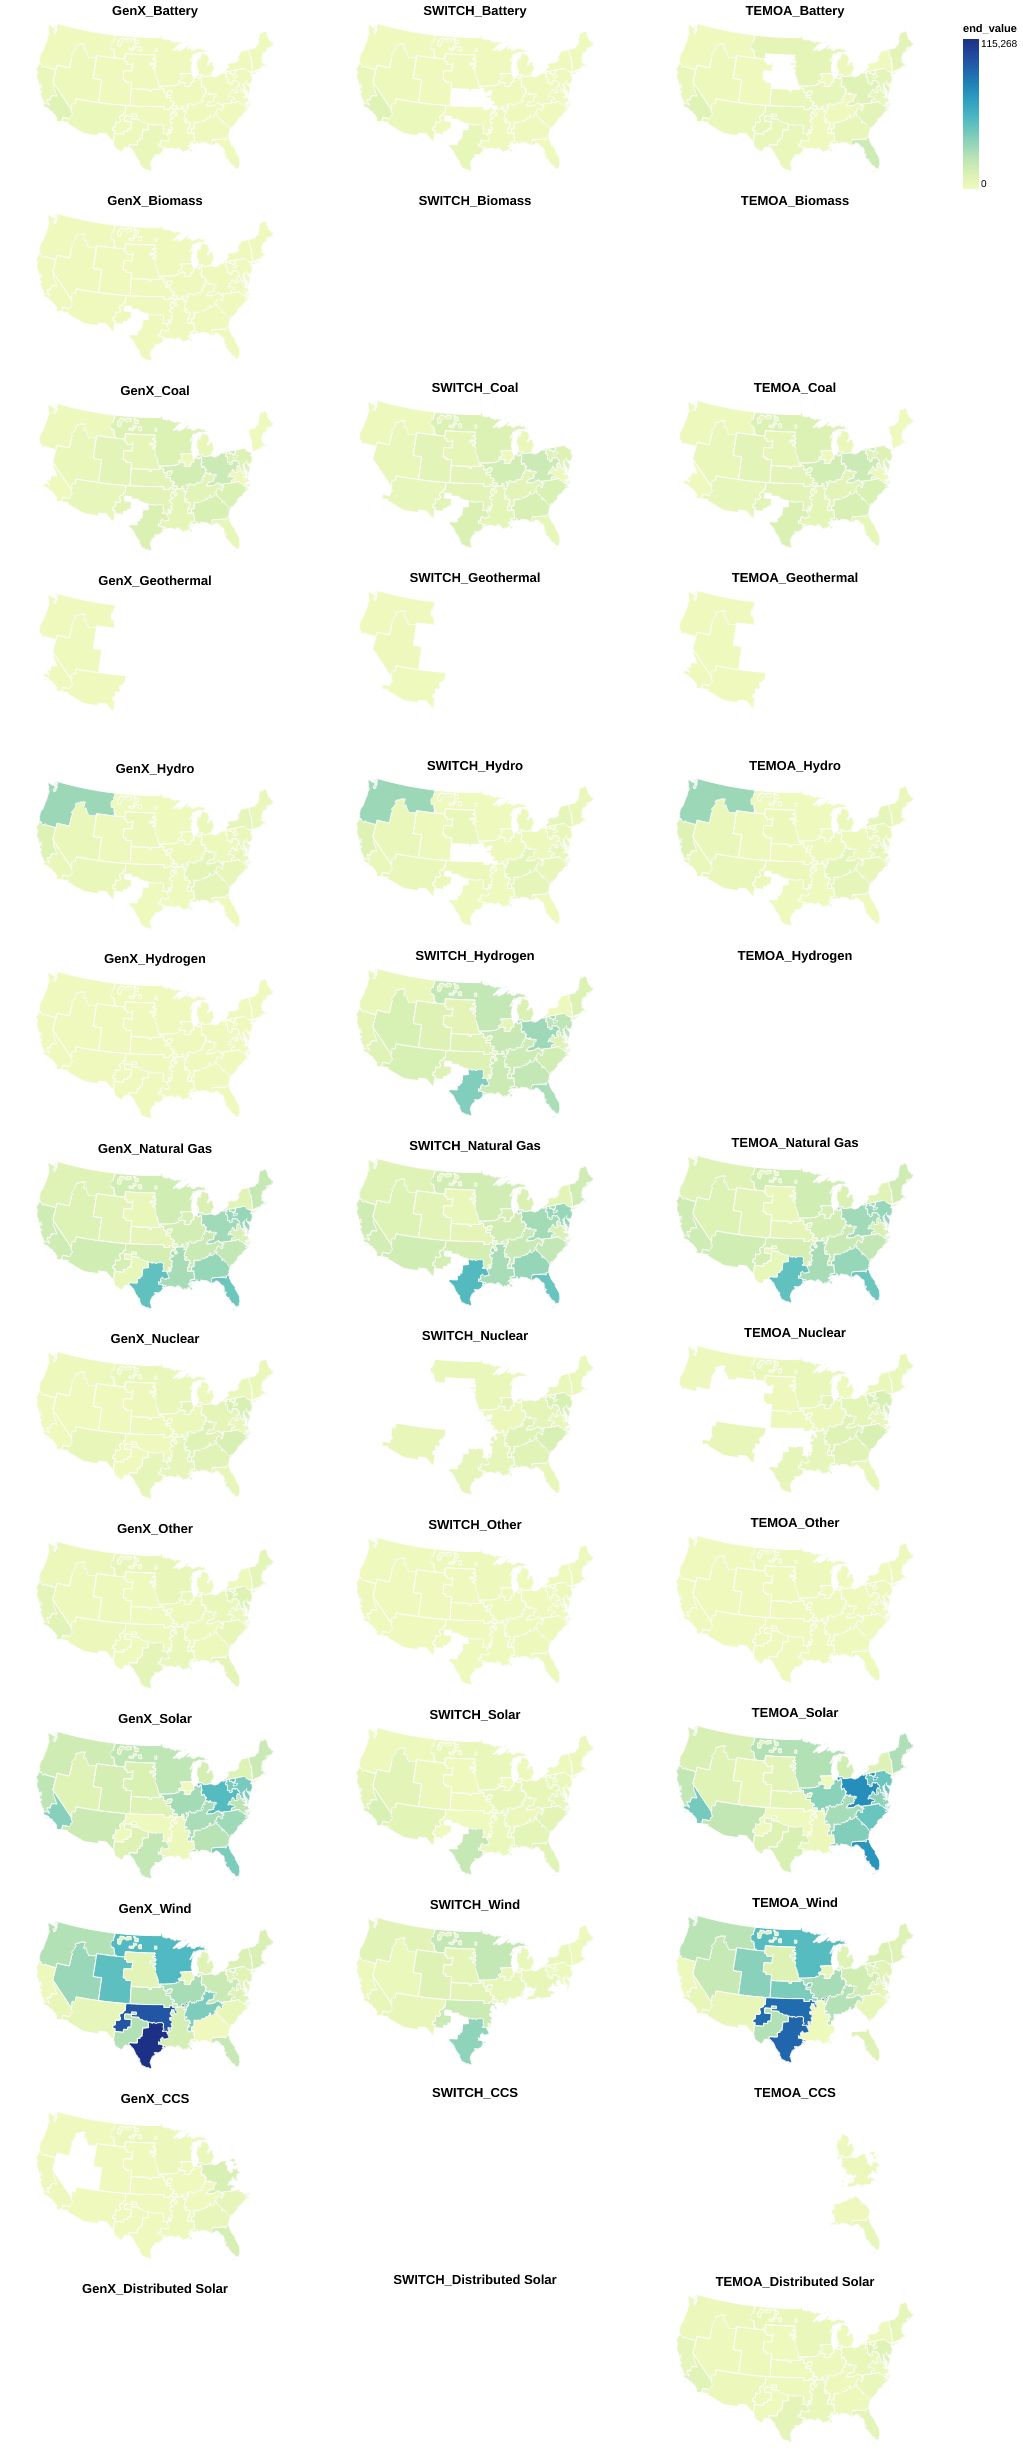 GenX_Battery
SWITCH_Battery
TEMOA_Battery
end_value
115,268
0
GenX_Biomass
SWITCH_Biomass
TEMOA_Biomass
GenX_Coal
SWITCH_Coal
TEMOA_Coal
GenX_Geothermal
SWITCH_Geothermal
TEMOA_Geothermal
GenX_Hydro
SWITCH_Hydro
TEMOA_Hydro
GenX_Hydrogen
SWITCH_Hydrogen
TEMOA_Hydrogen
GenX_Natural Gas
SWITCH_Natural Gas
TEMOA_Natural Gas
GenX_Nuclear
SWITCH_Nuclear
TEMOA_Nuclear
GenX_Other
SWITCH_Other
TEMOA_Other
GenX_Solar
SWITCH_Solar
TEMOA_Solar
GenX_Wind
SWITCH_Wind
TEMOA_Wind
GenX_CCS
SWITCH_CCS
TEMOA_CCS
GenX_Distributed Solar
SWITCH_Distributed Solar
TEMOA_Distributed Solar